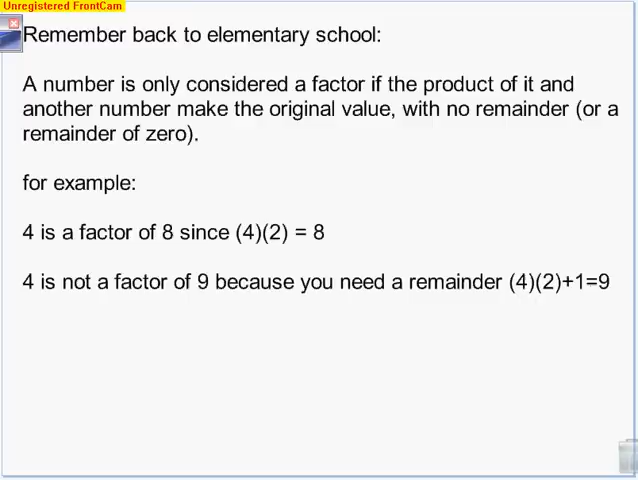 Unregistered FrontCam
Remember back to elementary school:
A number is only considered a factor if the product of it and
another number make the original value, with no remainder (or a
remainder of zero).
for example:
4 is a factor of 8 since (4)(2) = 8
4 is not a factor of 9 because you need a remainder (4)(2)+1=9